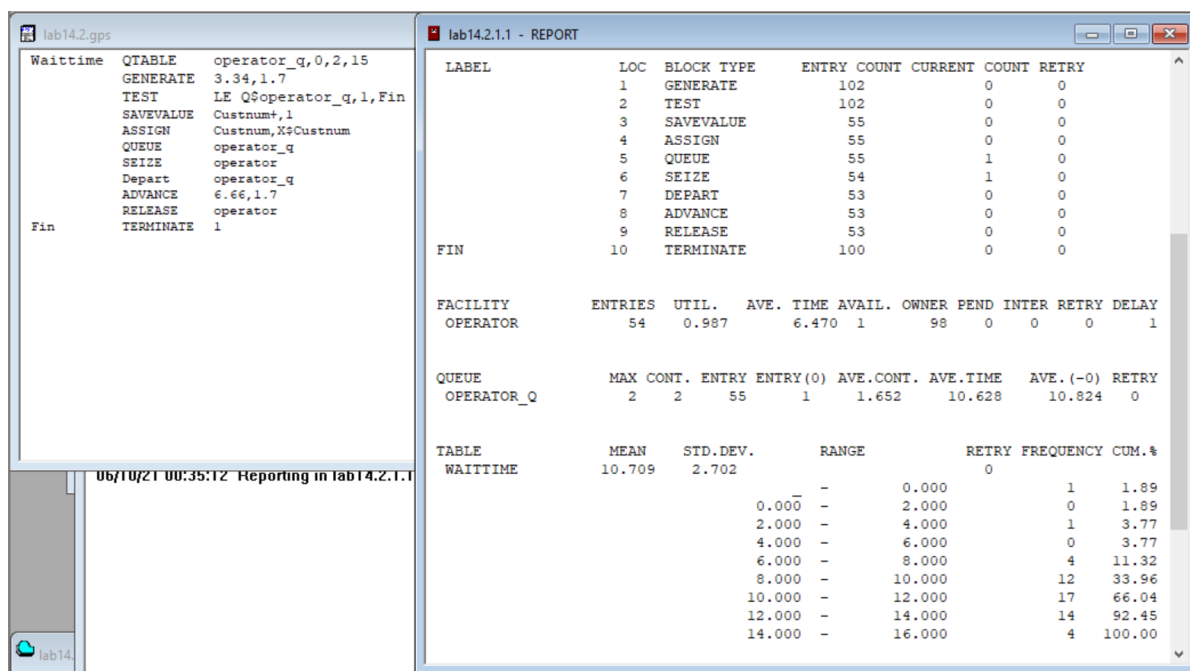 lab14.2.gps
Waittime QTABLE operator_q,0,2,15
GENERATE 3.34,1.7
TEST LE Q$operator_q,1,Fin
SAVEVALUE Custnum+,1
ASSIGN Custnum,X$Custnum
QUEUE operator_q
SEIZE operator
Depart operator_q
ADVANCE 6.66,1.7
RELEASE operator
Fin TERMINATE 1
06/10/21 00:35:12 Reporting in lab14.2.1.1
lab14.
lab14.2.1.1 - REPORT
LABEL LOC BLOCK TYPE ENTRY COUNT CURRENT COUNT RETRY
1 GENERATE 102 0 0
2 TEST 102 0 0
3 SAVEVALUE 55 0 0
4 ASSIGN 55 0 0
5 QUEUE 55 1 0
6 SEIZE 54 1 0
7 DEPART 53 0 0
8 ADVANCE 53 0 0
9 RELEASE 53 0 0
FIN 10 TERMINATE 100 0 0
FACILITY ENTRIES UTIL. AVE. TIME AVAIL. OWNER PEND INTER RETRY DELAY
OPERATOR 54 0.987 6.470 1 98 0 0 0 1
QUEUE MAX CONT. ENTRY ENTRY(0) AVE.CONT. AVE.TIME AVE.(-0) RETRY
OPERATOR_Q 2 2 55 1 1.652 10.628 10.824 0
TABLE MEAN STD.DEV. RANGE RETRY FREQUENCY CUM.%
WAITTIME 10.709 2.702 0
_ - 0.000 1 1.89
0.000 - 2.000 0 1.89
2.000 - 4.000 1 3.77
4.000 - 6.000 0 3.77
6.000 - 8.000 4 11.32
8.000 - 10.000 12 33.96
10.000 - 12.000 17 66.04
12.000 - 14.000 14 92.45
14.000 - 16.000 4 100.00